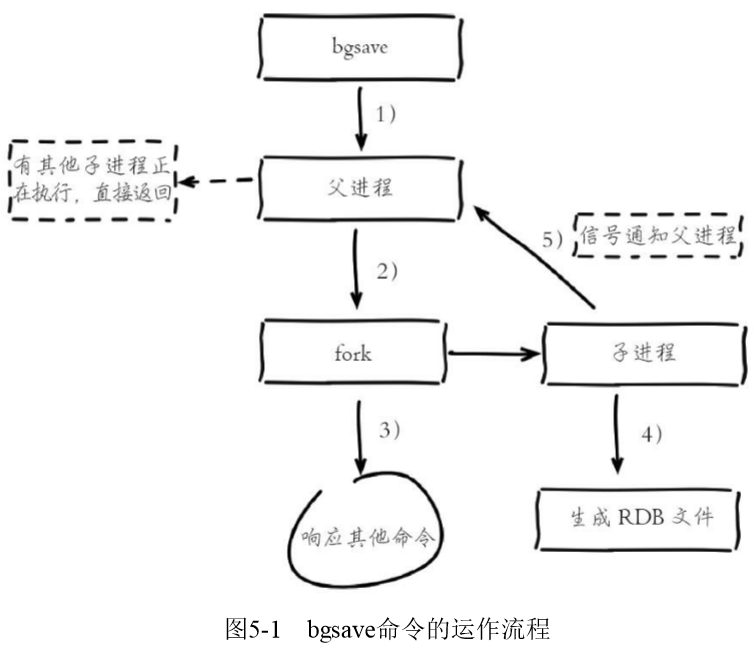 bgsave
1)
有其他子进程正
在执行，直接返回
父进程
5) 信号通知父进程
2)
fork
子进程
3)
4)
响应其他命令
生成 RDB 文件
图5-1 bgsave命令的运作流程